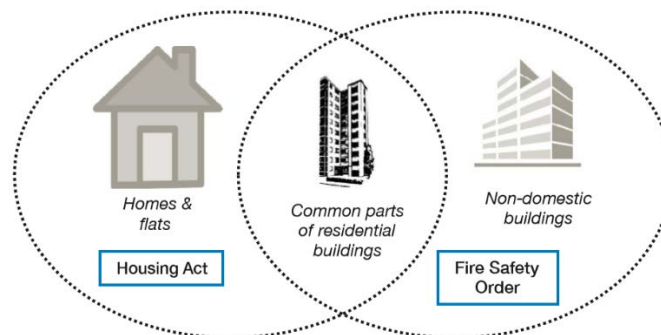 Homes &
flats
Housing Act
Common parts
of residential
buildings
Non-domestic
buildings
Fire Safety
Order